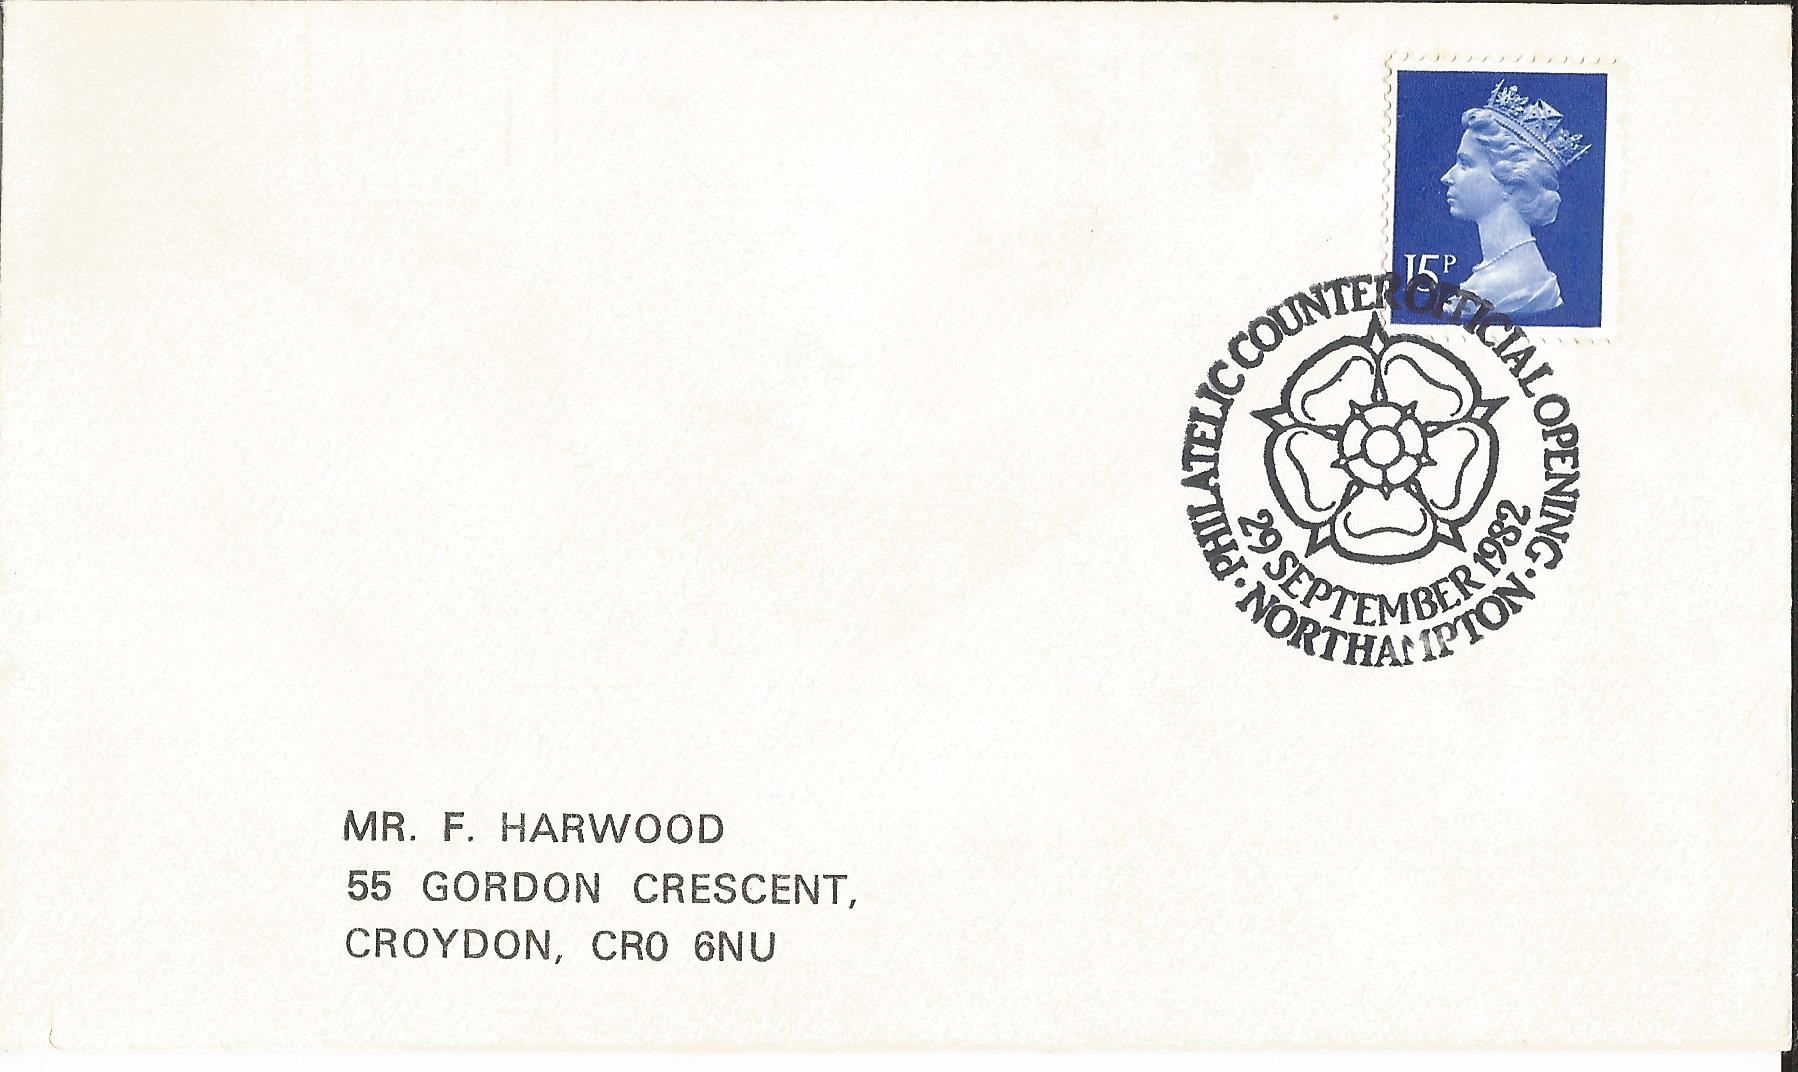 15P
PHILATELIC COUNTER OFFICIAL OPENING
29 SEPTEMBER 1982
· NORTHAMPTON ·
MR. F. HARWOOD
55 GORDON CRESCENT,
CROYDON, CR0 6NU